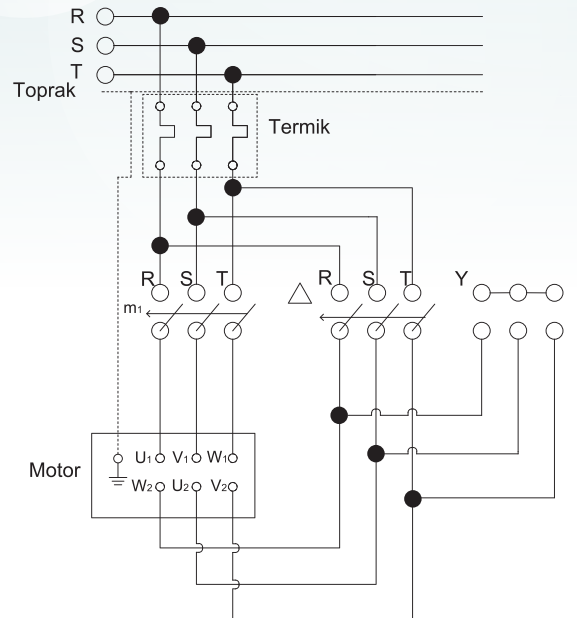 R
S
T
Toprak
Termik
R S T R S T Y
m1
Motor
U1 V1 W1
W2 U2 V2